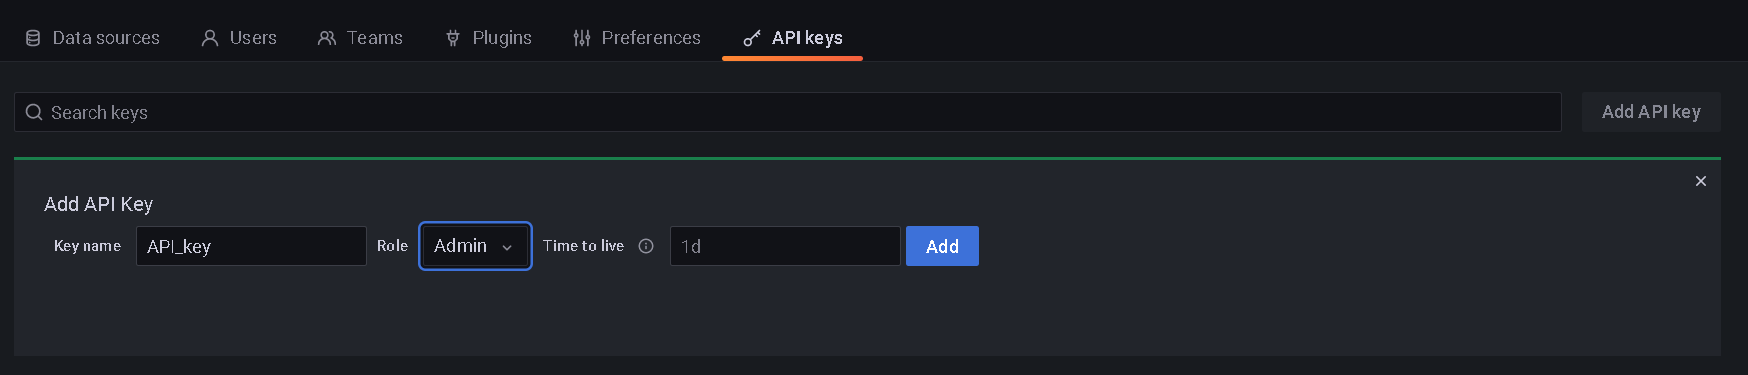 Data sources Users Teams Plugins Preferences API keys
Search keys Add API key
Add API Key
Key name API_key Role Admin Time to live 1d Add